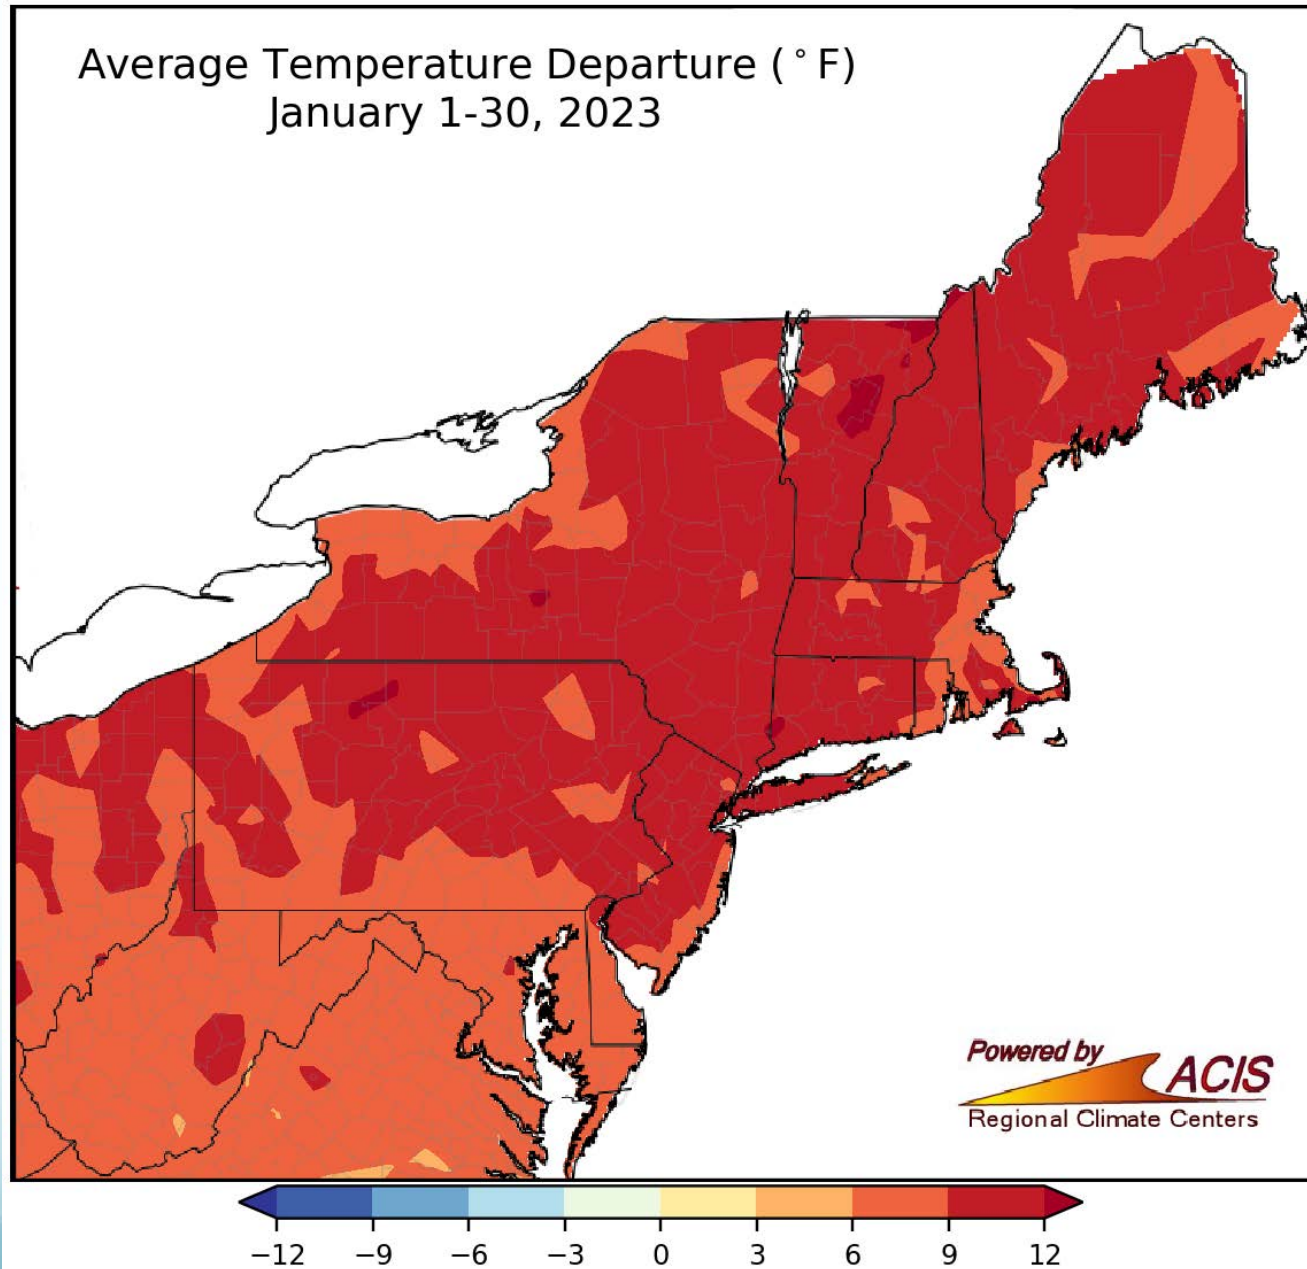 Average Temperature Departure (°F)
January 1-30, 2023
Powered by
ACIS
Regional Climate Centers
−12 −9 −6 −3 0 3 6 9 12